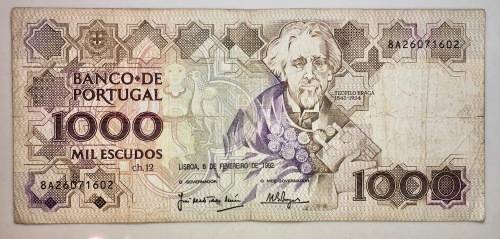 8A26071602
BANCO DE
PORTUGAL
1000
MIL ESCUDOS
ch. 12
TEOFILO BRAGA
1843-1924
LISBOA, 6 DE FEVEREIRO DE 1992
8A26071602
O GOVERNADOR
O VICE-GOVERNADOR
1000